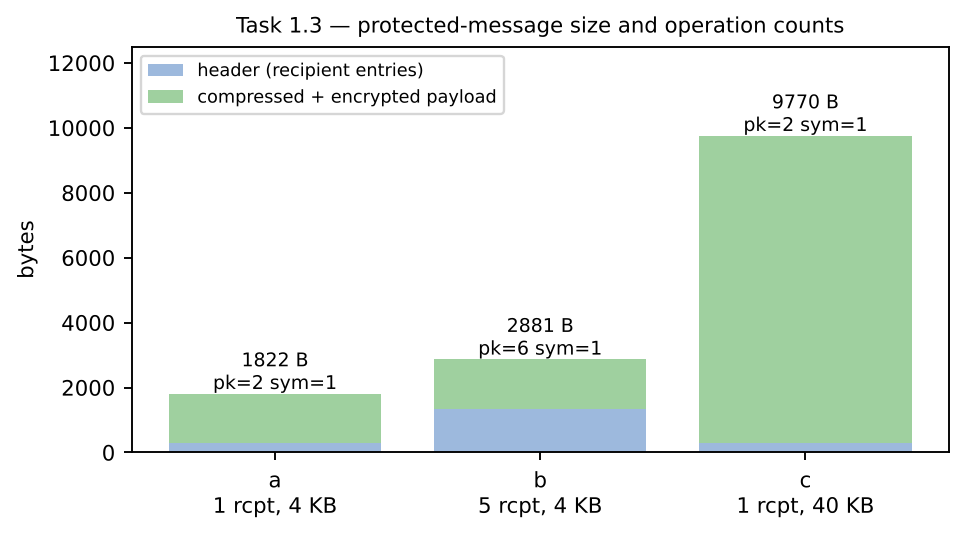 Task 1.3 — protected-message size and operation counts
header (recipient entries)
compressed + encrypted payload
bytes
12000
10000
8000
6000
4000
2000
0
1822 B
pk=2 sym=1
2881 B
pk=6 sym=1
9770 B
pk=2 sym=1
a
1 rcpt, 4 KB
b
5 rcpt, 4 KB
c
1 rcpt, 40 KB